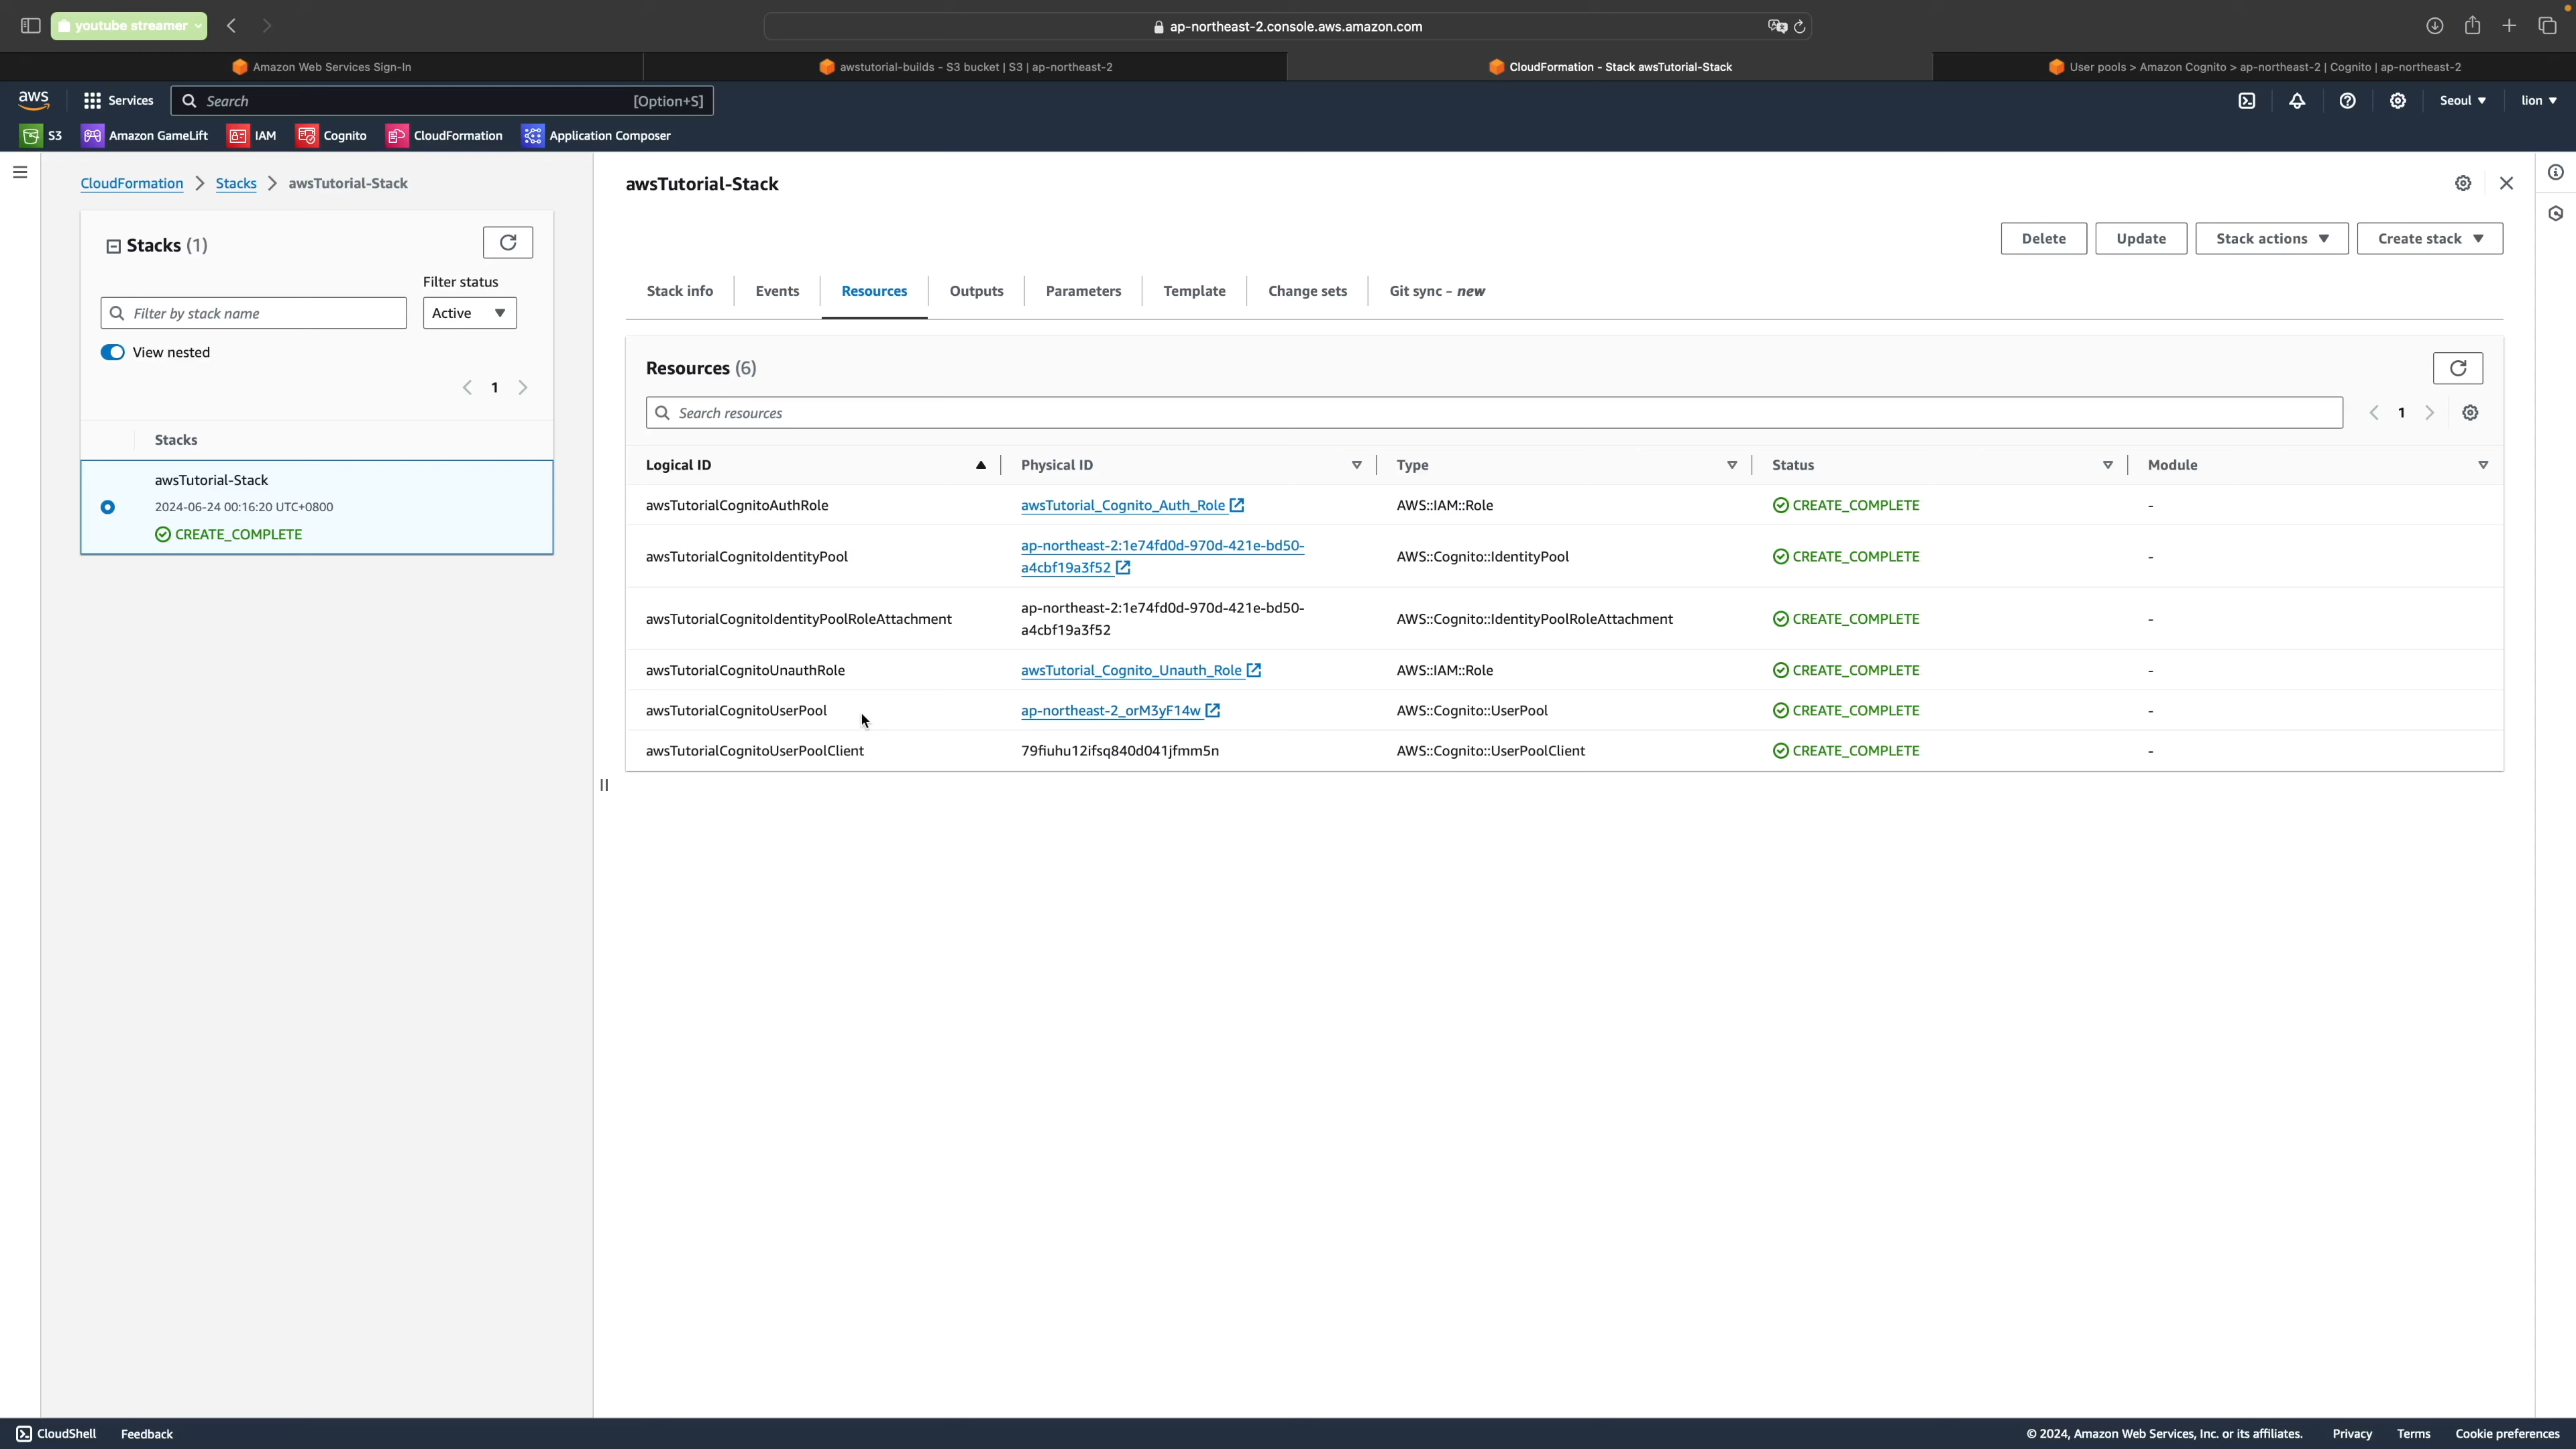 youtube streamer
ap-northeast-2.console.aws.amazon.com
Amazon Web Services Sign-In
awstutorial-builds - S3 bucket | S3 | ap-northeast-2
CloudFormation - Stack awsTutorial-Stack
User pools > Amazon Cognito > ap-northeast-2 | Cognito | ap-northeast-2
aws
Services
Search
[Option+S]
Seoul
lion
S3
Amazon GameLift
IAM
Cognito
CloudFormation
Application Composer
CloudFormation > Stacks > awsTutorial-Stack
Stacks (1)
Filter status
Filter by stack name
Active
View nested
1
Stacks
awsTutorial-Stack
2024-06-24 00:16:20 UTC+0800
CREATE_COMPLETE
awsTutorial-Stack
Delete
Update
Stack actions
Create stack
Stack info
Events
Resources
Outputs
Parameters
Template
Change sets
Git sync - new
Resources (6)
Search resources
1
Logical ID
Physical ID
Type
Status
Module
awsTutorialCognitoAuthRole
awsTutorial_Cognito_Auth_Role
AWS::IAM::Role
CREATE_COMPLETE
-
awsTutorialCognitoIdentityPool
ap-northeast-2:1e74fd0d-970d-421e-bd50-
a4cbf19a3f52
AWS::Cognito::IdentityPool
CREATE_COMPLETE
-
awsTutorialCognitoIdentityPoolRoleAttachment
ap-northeast-2:1e74fd0d-970d-421e-bd50-
a4cbf19a3f52
AWS::Cognito::IdentityPoolRoleAttachment
CREATE_COMPLETE
-
awsTutorialCognitoUnauthRole
awsTutorial_Cognito_Unauth_Role
AWS::IAM::Role
CREATE_COMPLETE
-
awsTutorialCognitoUserPool
ap-northeast-2_orM3yF14w
AWS::Cognito::UserPool
CREATE_COMPLETE
-
awsTutorialCognitoUserPoolClient
79fiuhu12ifsq840d041jfmm5n
AWS::Cognito::UserPoolClient
CREATE_COMPLETE
-
CloudShell
Feedback
© 2024, Amazon Web Services, Inc. or its affiliates.
Privacy
Terms
Cookie preferences